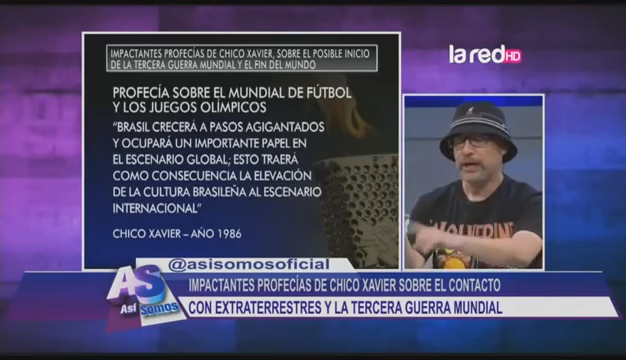 IMPACTANTES PROFECÍAS DE CHICO XAVIER, SOBRE EL POSIBLE INICIO
DE LA TERCERA GUERRA MUNDIAL Y EL FIN DEL MUNDO
la red HD
PROFECÍA SOBRE EL MUNDIAL DE FÚTBOL
Y LOS JUEGOS OLÍMPICOS
“BRASIL CRECERÁ A PASOS AGIGANTADOS
Y OCUPARÁ UN IMPORTANTE PAPEL EN
EL ESCENARIO GLOBAL; ESTO TRAERÁ
COMO CONSECUENCIA LA ELEVACIÓN
DE LA CULTURA BRASILEÑA AL ESCENARIO
INTERNACIONAL“
CHICO XAVIER – AÑO 1986
WOLVERINE
@asisomosoficial
AS
Así
Somos
IMPACTANTES PROFECÍAS DE CHICO XAVIER SOBRE EL CONTACTO
CON EXTRATERRESTRES Y LA TERCERA GUERRA MUNDIAL